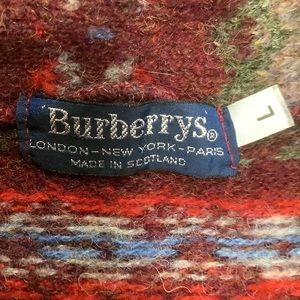 Burberrys®
LONDON—NEW YORK—PARIS
MADE IN SCOTLAND
L